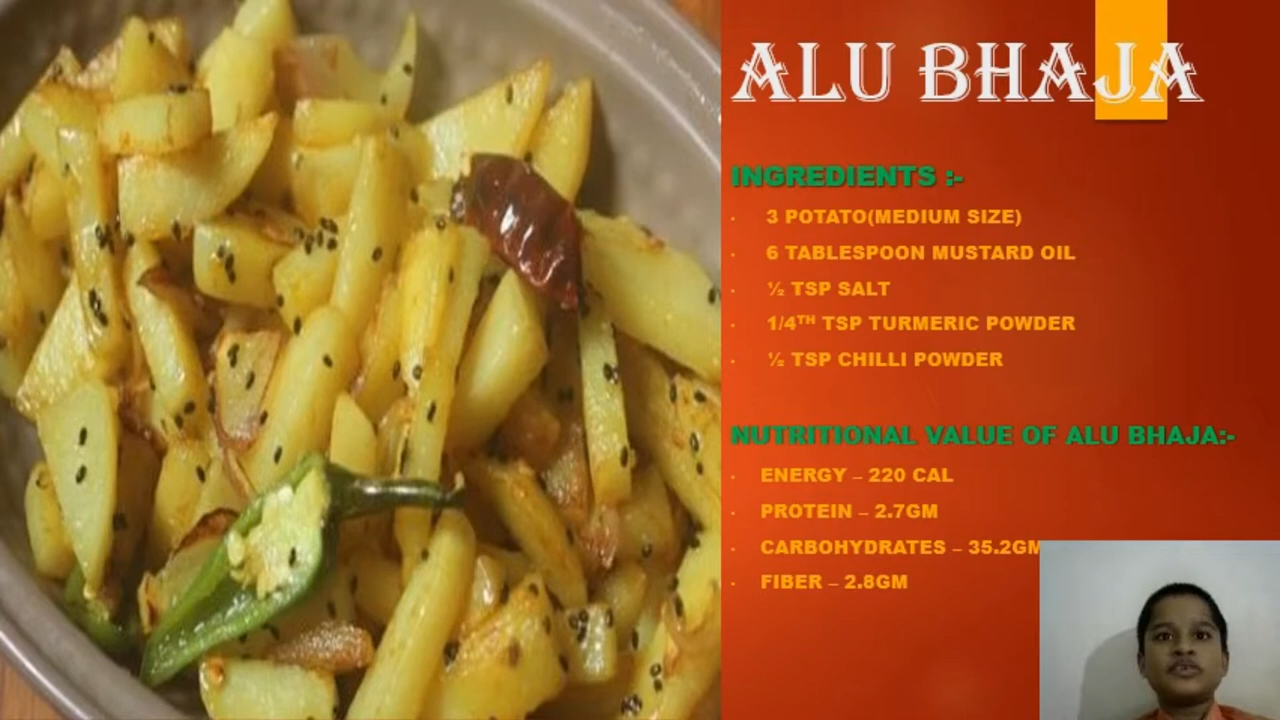 ALU BHAJA
INGREDIENTS :-
3 POTATO(MEDIUM SIZE)
6 TABLESPOON MUSTARD OIL
½ TSP SALT
1/4TH TSP TURMERIC POWDER
½ TSP CHILLI POWDER
NUTRITIONAL VALUE OF ALU BHAJA:-
ENERGY – 220 CAL
PROTEIN – 2.7GM
CARBOHYDRATES – 35.2GM
FIBER – 2.8GM